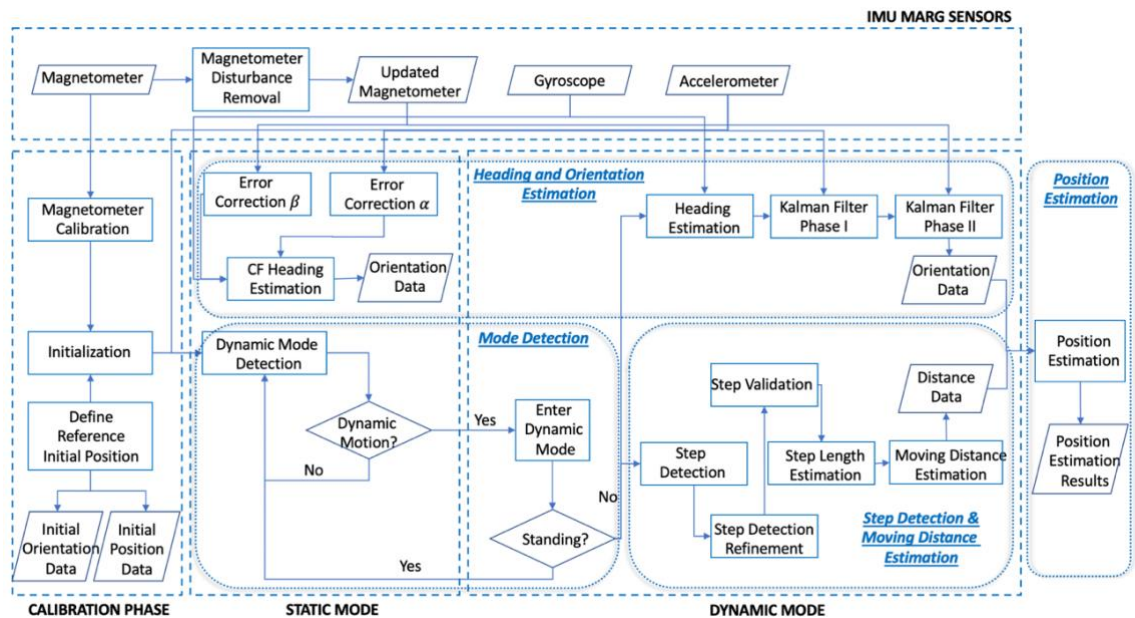 IMU MARG SENSORS
Magnetometer
Magnetometer
Disturbance
Removal
Updated
Magnetometer
Gyroscope
Accelerometer
Error
Correction β
Error
Correction α
Heading and Orientation
Estimation
Position
Estimation
Magnetometer
Calibration
Heading
Estimation
Kalman Filter
Phase I
Kalman Filter
Phase II
CF Heading
Estimation
Orientation
Data
Orientation
Data
Initialization
Dynamic Mode
Detection
Mode Detection
Position
Estimation
Step Validation
Distance
Data
Define
Reference
Initial Position
Dynamic
Motion?
Yes
Enter
Dynamic
Mode
No
Step
Detection
Step Length
Estimation
Moving Distance
Estimation
Position
Estimation
Results
No
Initial
Orientation
Data
Initial
Position
Data
Standing?
Yes
Step Detection
Refinement
Step Detection &
Moving Distance
Estimation
CALIBRATION PHASE
STATIC MODE
DYNAMIC MODE